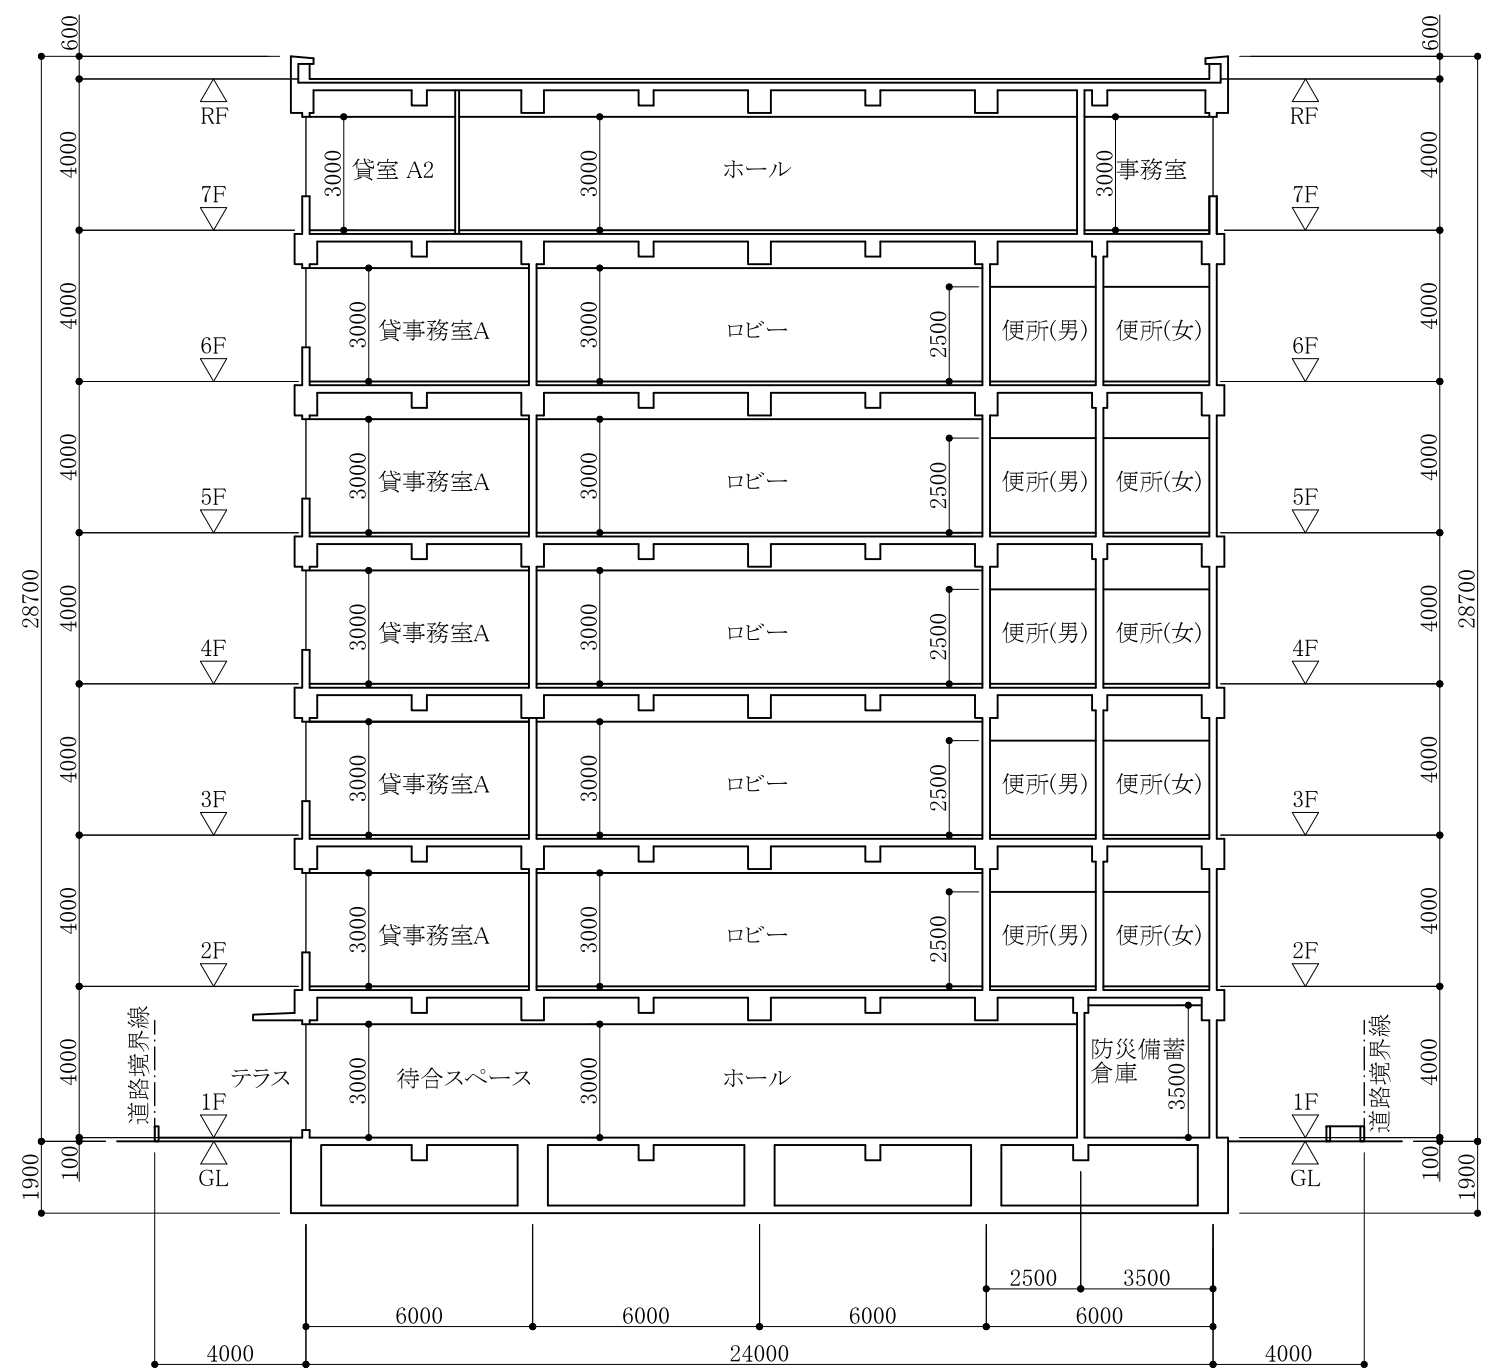 600
600
RF
RF
4000
3000
貸室 A2
3000
ホール
3000
事務室
4000
7F
7F
4000
3000
貸事務室A
3000
ロビー
2500
便所(男)
便所(女)
4000
6F
6F
4000
3000
貸事務室A
3000
ロビー
2500
便所(男)
便所(女)
4000
5F
5F
28700
4000
3000
貸事務室A
3000
ロビー
2500
便所(男)
便所(女)
4000
28700
4F
4F
4000
3000
貸事務室A
3000
ロビー
2500
便所(男)
便所(女)
4000
3F
3F
4000
3000
貸事務室A
3000
ロビー
2500
便所(男)
便所(女)
4000
2F
2F
4000
道路境界線
テラス
3000
待合スペース
3000
ホール
防災備蓄
倉庫
3500
道路境界線
4000
1F
1F
1900
100
GL
GL
100
1900
2500
3500
6000
6000
6000
6000
4000
24000
4000